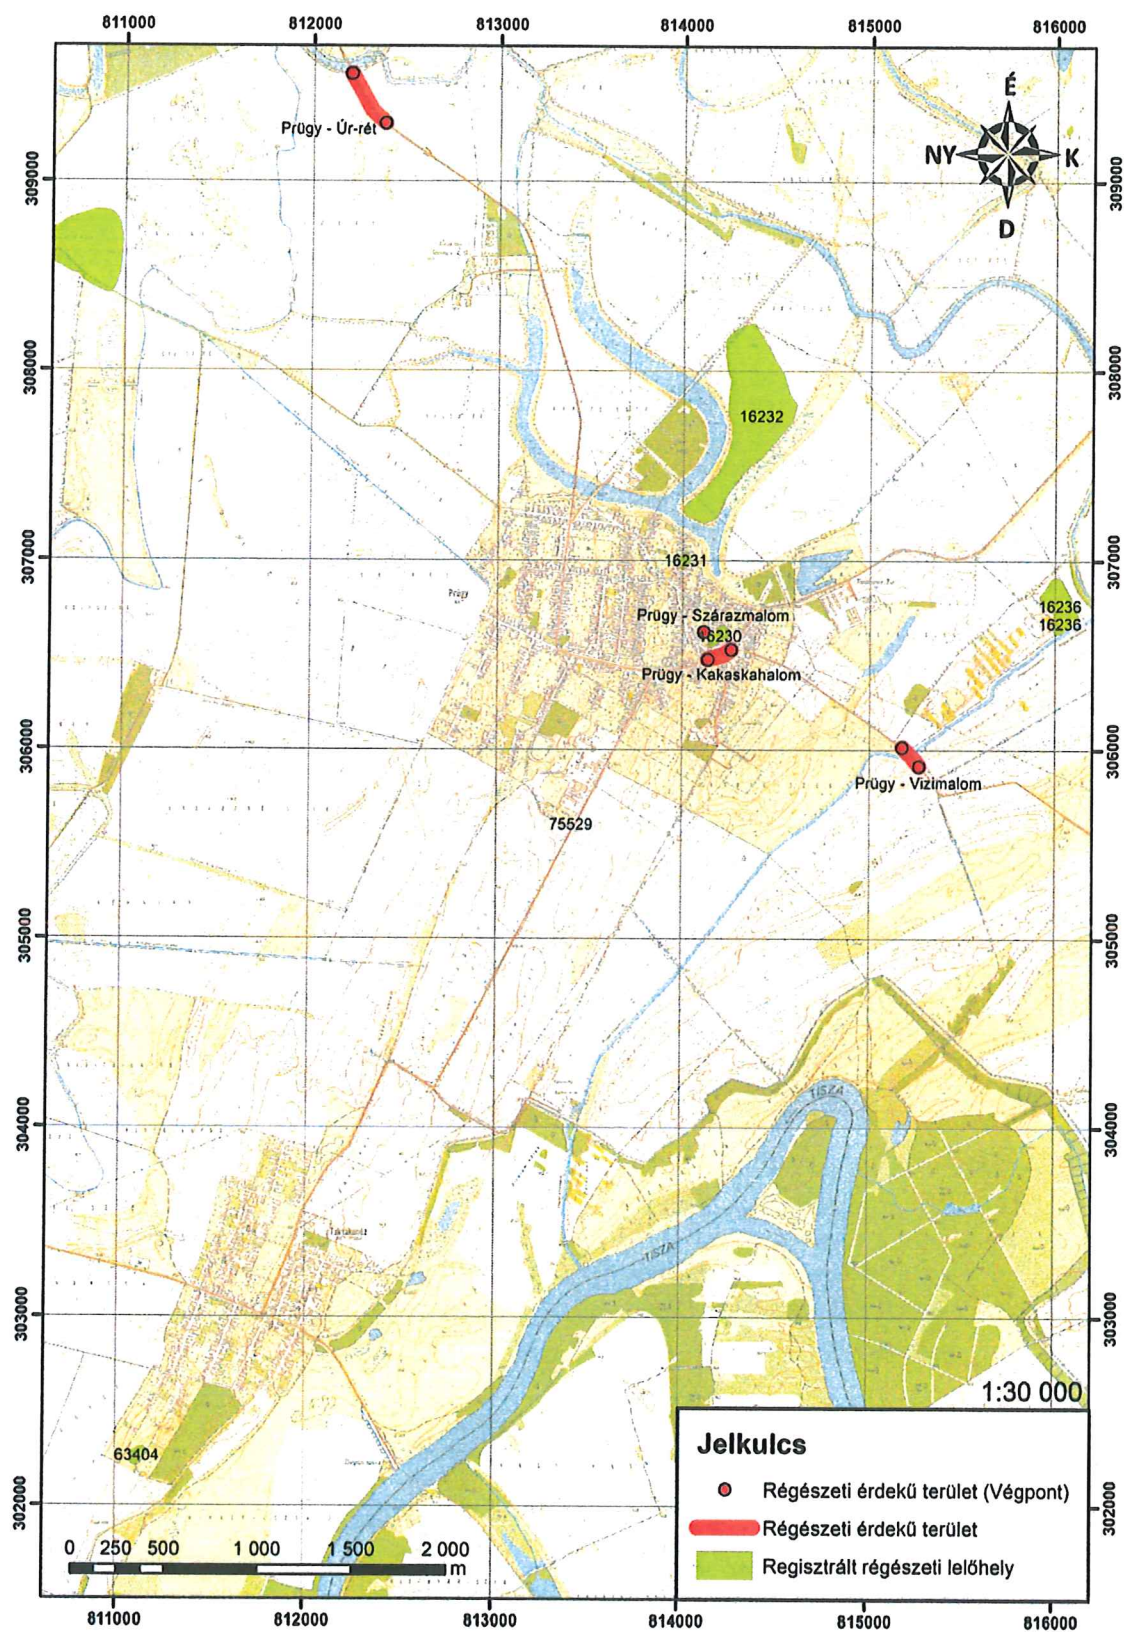 811000 812000 813000 814000 815000 816000
É
NY K
D
309000 309000
308000 308000
307000 307000
306000 306000
305000 305000
304000 304000
303000 303000
302000 302000
Prügy - Úr-rét
16232
16231
Prügy
Prügy - Szárazmalom
16230
Prügy - Kakaskahalom
16236
16236
Prügy - Vizimalom
75529
TISZA
TISZA
63404
1:30 000
Jelkulcs
Régészeti érdekű terület (Végpont)
Régészeti érdekű terület
Regisztrált régészeti lelőhely
0 250 500 1 000 1 500 2 000
m
811000 812000 813000 814000 815000 816000